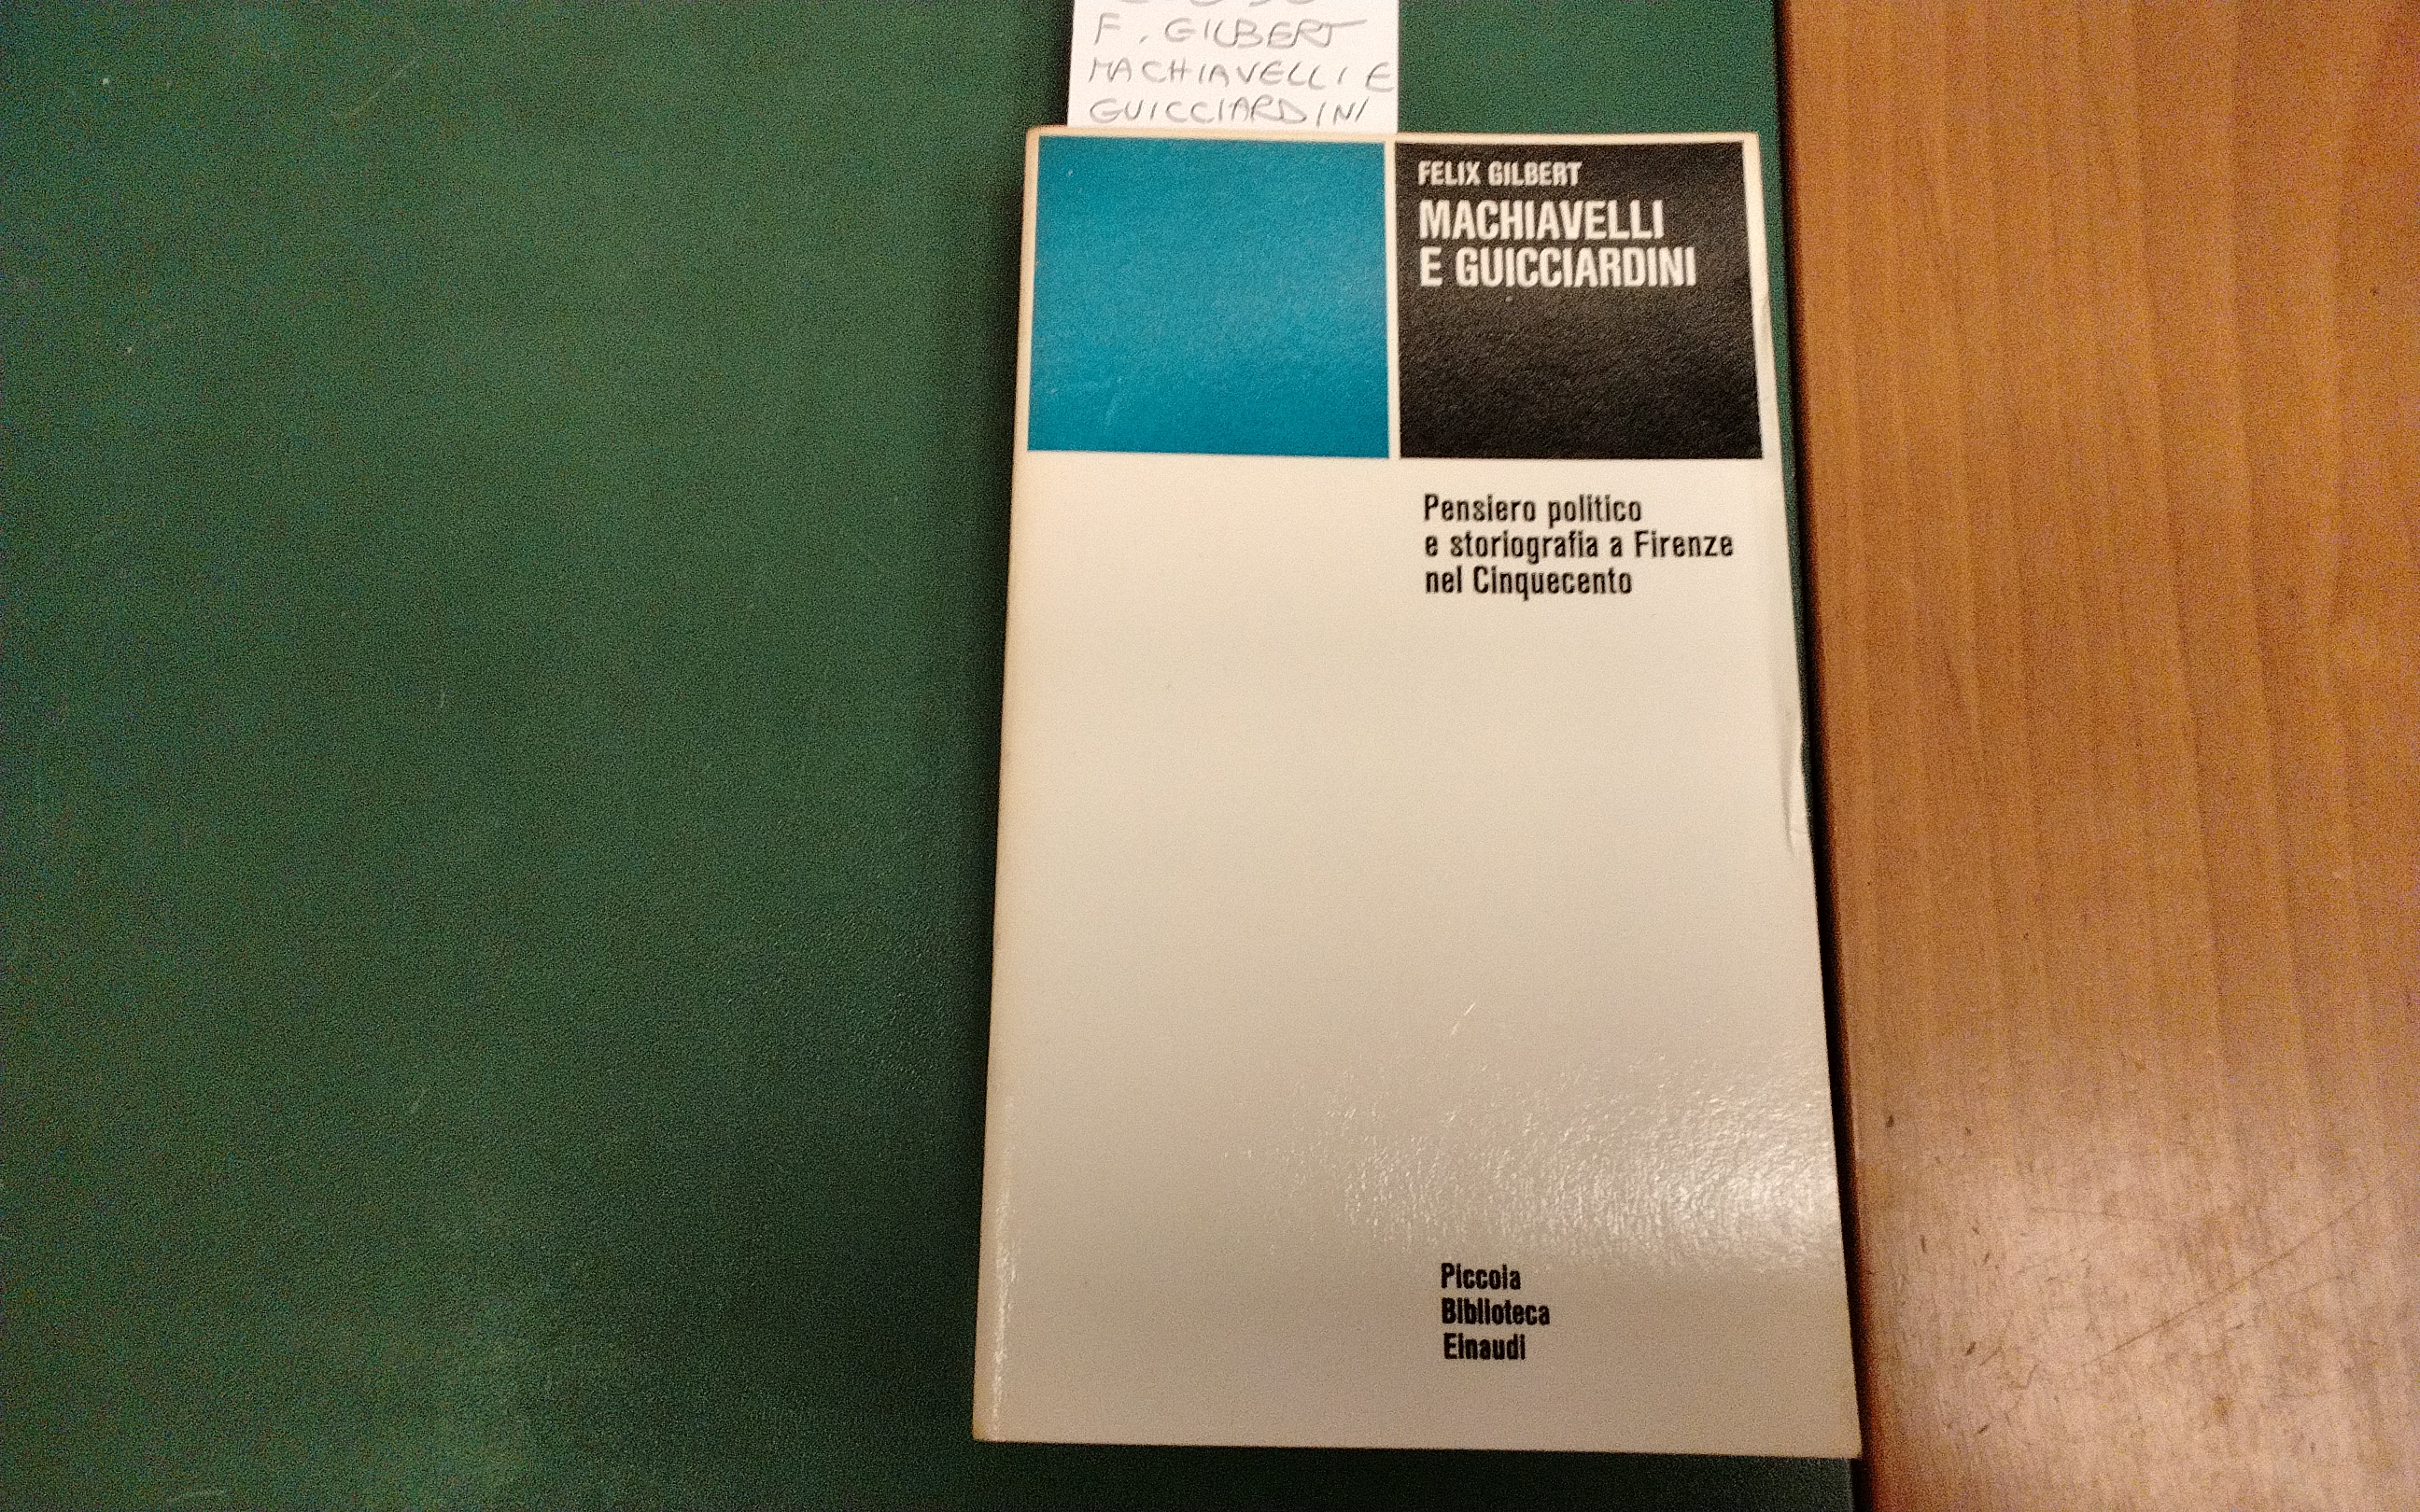 F. GILBERT
MACHIAVELLI E
GUICCIARDINI
FELIX GILBERT
MACHIAVELLI
E GUICCIARDINI
Pensiero politico
e storiografia a Firenze
nel Cinquecento
Piccola
Biblioteca
Einaudi